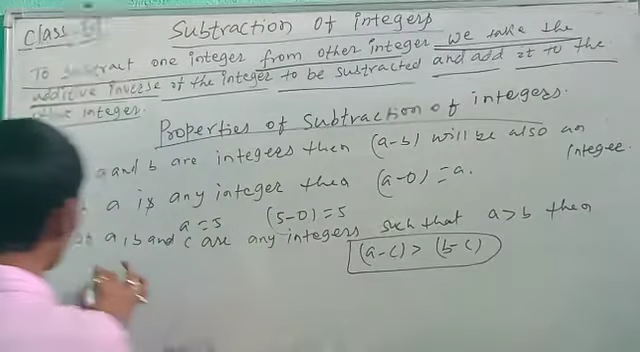 Class
Subtraction of integers
To subtract one integer from other integer we take the
additive inverse of the integer to be subtracted and add it to the
integer.
Properties of Subtraction of integers.
a and b are integers then (a-b) will be also an
integer.
a is any integer then (a-0) = a.
a = 5 (5-0) = 5
a, b and c are any integers such that a > b then
(a-c) > (b-c)